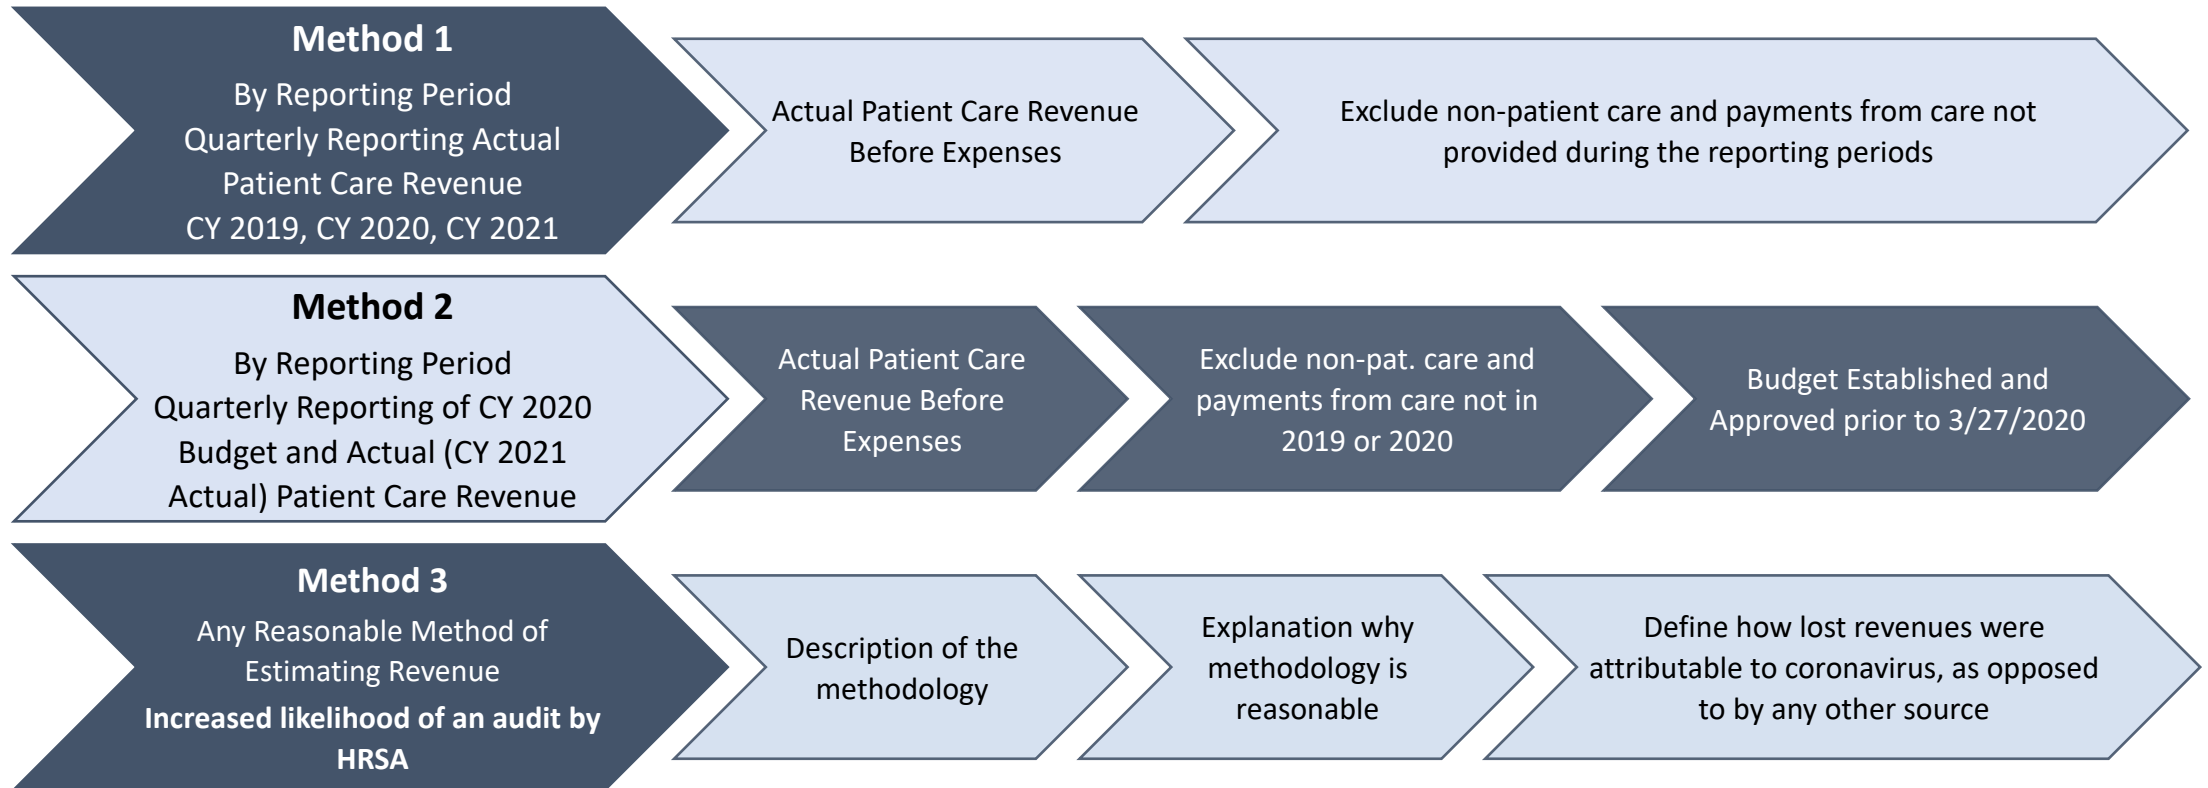 Method 1
By Reporting Period
Quarterly Reporting Actual
Patient Care Revenue
CY 2019, CY 2020, CY 2021
Actual Patient Care Revenue
Before Expenses
Exclude non-patient care and payments from care not
provided during the reporting periods
Method 2
By Reporting Period
Quarterly Reporting of CY 2020
Budget and Actual (CY 2021
Actual) Patient Care Revenue
Actual Patient Care
Revenue Before
Expenses
Exclude non-pat. care and
payments from care not in
2019 or 2020
Budget Established and
Approved prior to 3/27/2020
Method 3
Any Reasonable Method of
Estimating Revenue
Increased likelihood of an audit by
HRSA
Description of the
methodology
Explanation why
methodology is
reasonable
Define how lost revenues were
attributable to coronavirus, as opposed
to by any other source